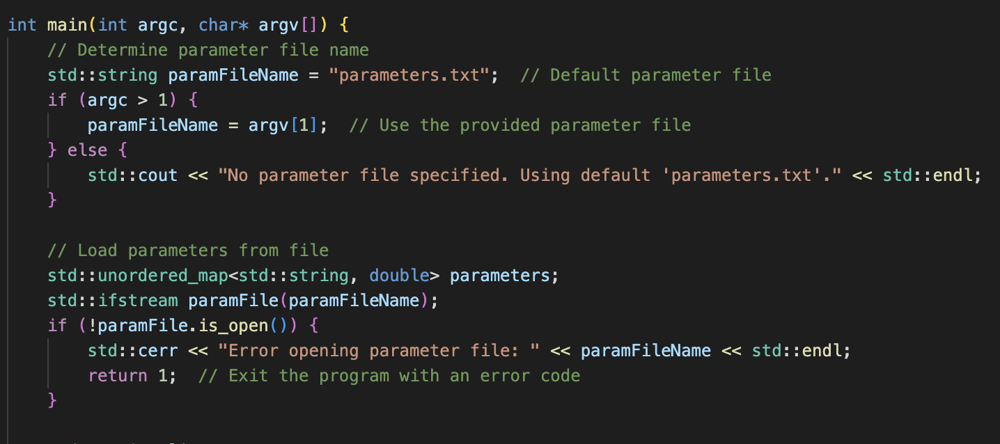 int main(int argc, char* argv[]) {
    // Determine parameter file name
    std::string paramFileName = "parameters.txt";  // Default parameter file
    if (argc > 1) {
        paramFileName = argv[1];  // Use the provided parameter file
    } else {
        std::cout << "No parameter file specified. Using default 'parameters.txt'." << std::endl;
    }

    // Load parameters from file
    std::unordered_map<std::string, double> parameters;
    std::ifstream paramFile(paramFileName);
    if (!paramFile.is_open()) {
        std::cerr << "Error opening parameter file: " << paramFileName << std::endl;
        return 1;  // Exit the program with an error code
    }